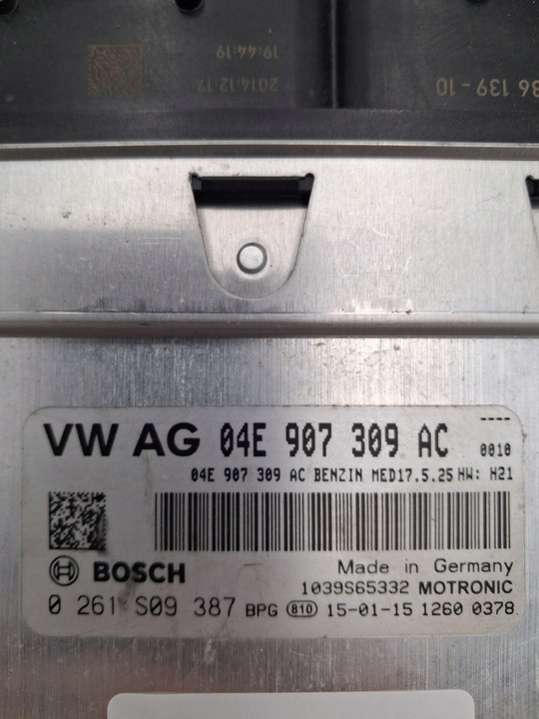 19:44:19
2014.12.17
36 139-10
----
VW AG 04E 907 309 AC 0010
04E 907 309 AC BENZIN MED17.5.25 HW: H21
BOSCH
Made in Germany
1039S65332 MOTRONIC
0 261 S09 387 BPG 810 15-01-15 1260 0378